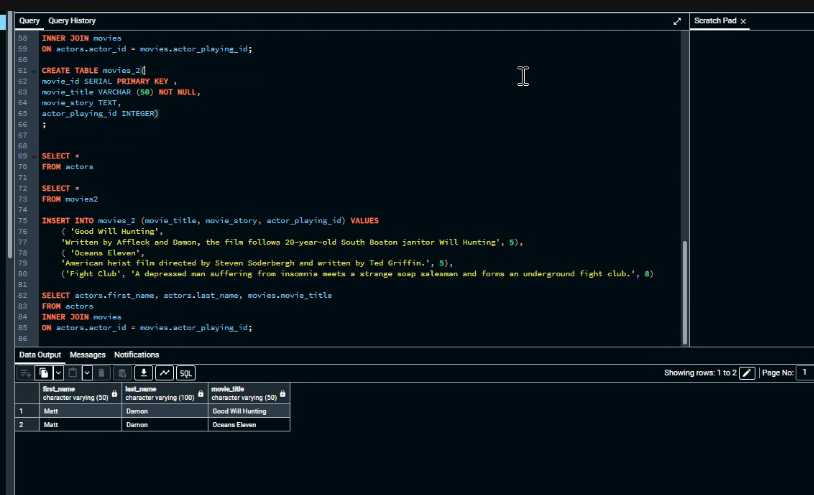 Query Query History
Scratch Pad x
58 INNER JOIN movies
59 ON actors.actor_id = movies.actor_playing_id;
60
61 CREATE TABLE movies_2(
62 movie_id SERIAL PRIMARY KEY ,
63 movie_title VARCHAR (50) NOT NULL,
64 movie_story TEXT,
65 actor_playing_id INTEGER)
66 ;
67
68
69 SELECT *
70 FROM actors
71
72 SELECT *
73 FROM movies2
74
75 INSERT INTO movies_2 (movie_title, movie_story, actor_playing_id) VALUES
76 ( 'Good Will Hunting',
77 'Written by Affleck and Damon, the film follows 20-year-old South Boston janitor Will Hunting', 5),
78 ( 'Oceans Eleven',
79 'American heist film directed by Steven Soderbergh and written by Ted Griffin.', 5),
80 ('Fight Club', 'A depressed man suffering from insomnia meets a strange soap salesman and forms an underground fight club.', 8)
81
82 SELECT actors.first_name, actors.last_name, movies.movie_title
83 FROM actors
84 INNER JOIN movies
85 ON actors.actor_id = movies.actor_playing_id;
86
Data Output Messages Notifications
SQL
Showing rows: 1 to 2
Page No: 1
first_name
character varying (50)
last_name
character varying (100)
movie_title
character varying (50)
1 Matt Damon Good Will Hunting
2 Matt Damon Oceans Eleven